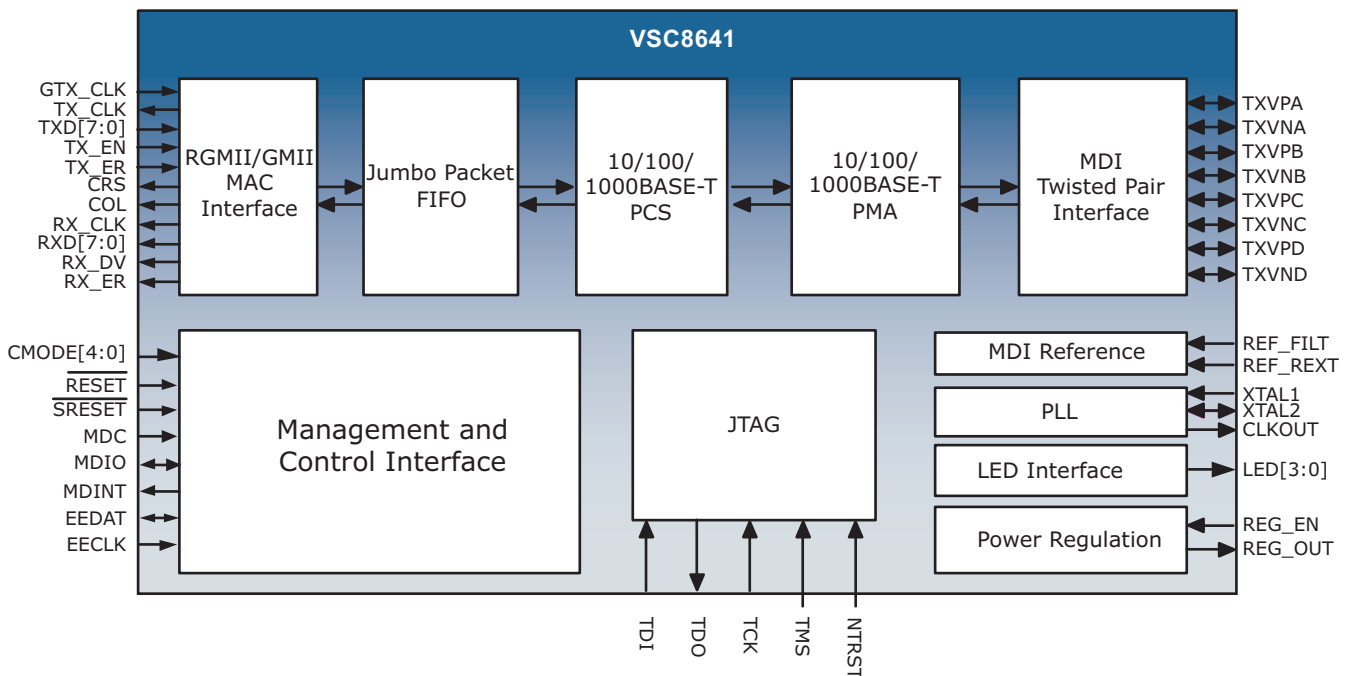 VSC8641
GTX_CLK
TX_CLK
TXD[7:0]
TX_EN
TX_ER
CRS
COL
RX_CLK
RXD[7:0]
RX_DV
RX_ER
RGMII/GMII
MAC
Interface
Jumbo Packet
FIFO
10/100/
1000BASE-T
PCS
10/100/
1000BASE-T
PMA
MDI
Twisted Pair
Interface
TXVPA
TXVNA
TXVPB
TXVNB
TXVPC
TXVNC
TXVPD
TXVND
CMODE[4:0]
RESET
SRESET
MDC
MDIO
MDINT
EEDAT
EECLK
Management and
Control Interface
JTAG
MDI Reference
PLL
LED Interface
Power Regulation
REF_FILT
REF_REXT
XTAL1
XTAL2
CLKOUT
LED[3:0]
REG_EN
REG_OUT
TDI
TDO
TCK
TMS
NTRST